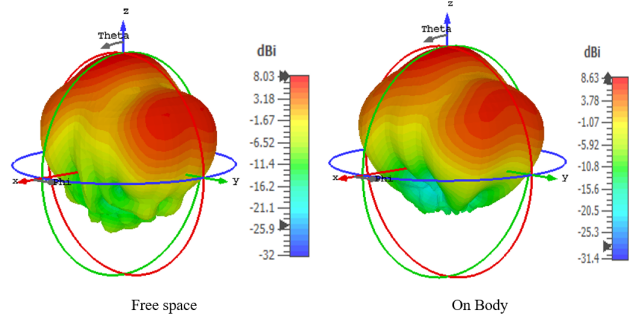 z
Theta
x
Phi
y
dBi
8.03
3.18
-1.67
-6.52
-11.4
-16.2
-21.1
-25.9
-32
z
Theta
x
Phi
y
dBi
8.63
3.78
-1.07
-5.92
-10.8
-15.6
-20.5
-25.3
-31.4
Free space
On Body